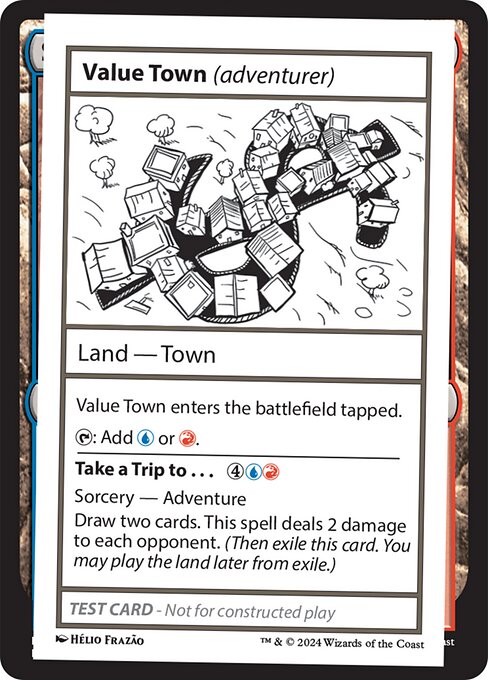 Value Town (adventurer)
Land — Town
Value Town enters the battlefield tapped.
: Add or .
Take a Trip to . . . 4
Sorcery — Adventure
Draw two cards. This spell deals 2 damage
to each opponent. (Then exile this card. You
may play the land later from exile.)
TEST CARD - Not for constructed play
HÉLIO FRAZÃO
™ & © 2024 Wizards of the Coast